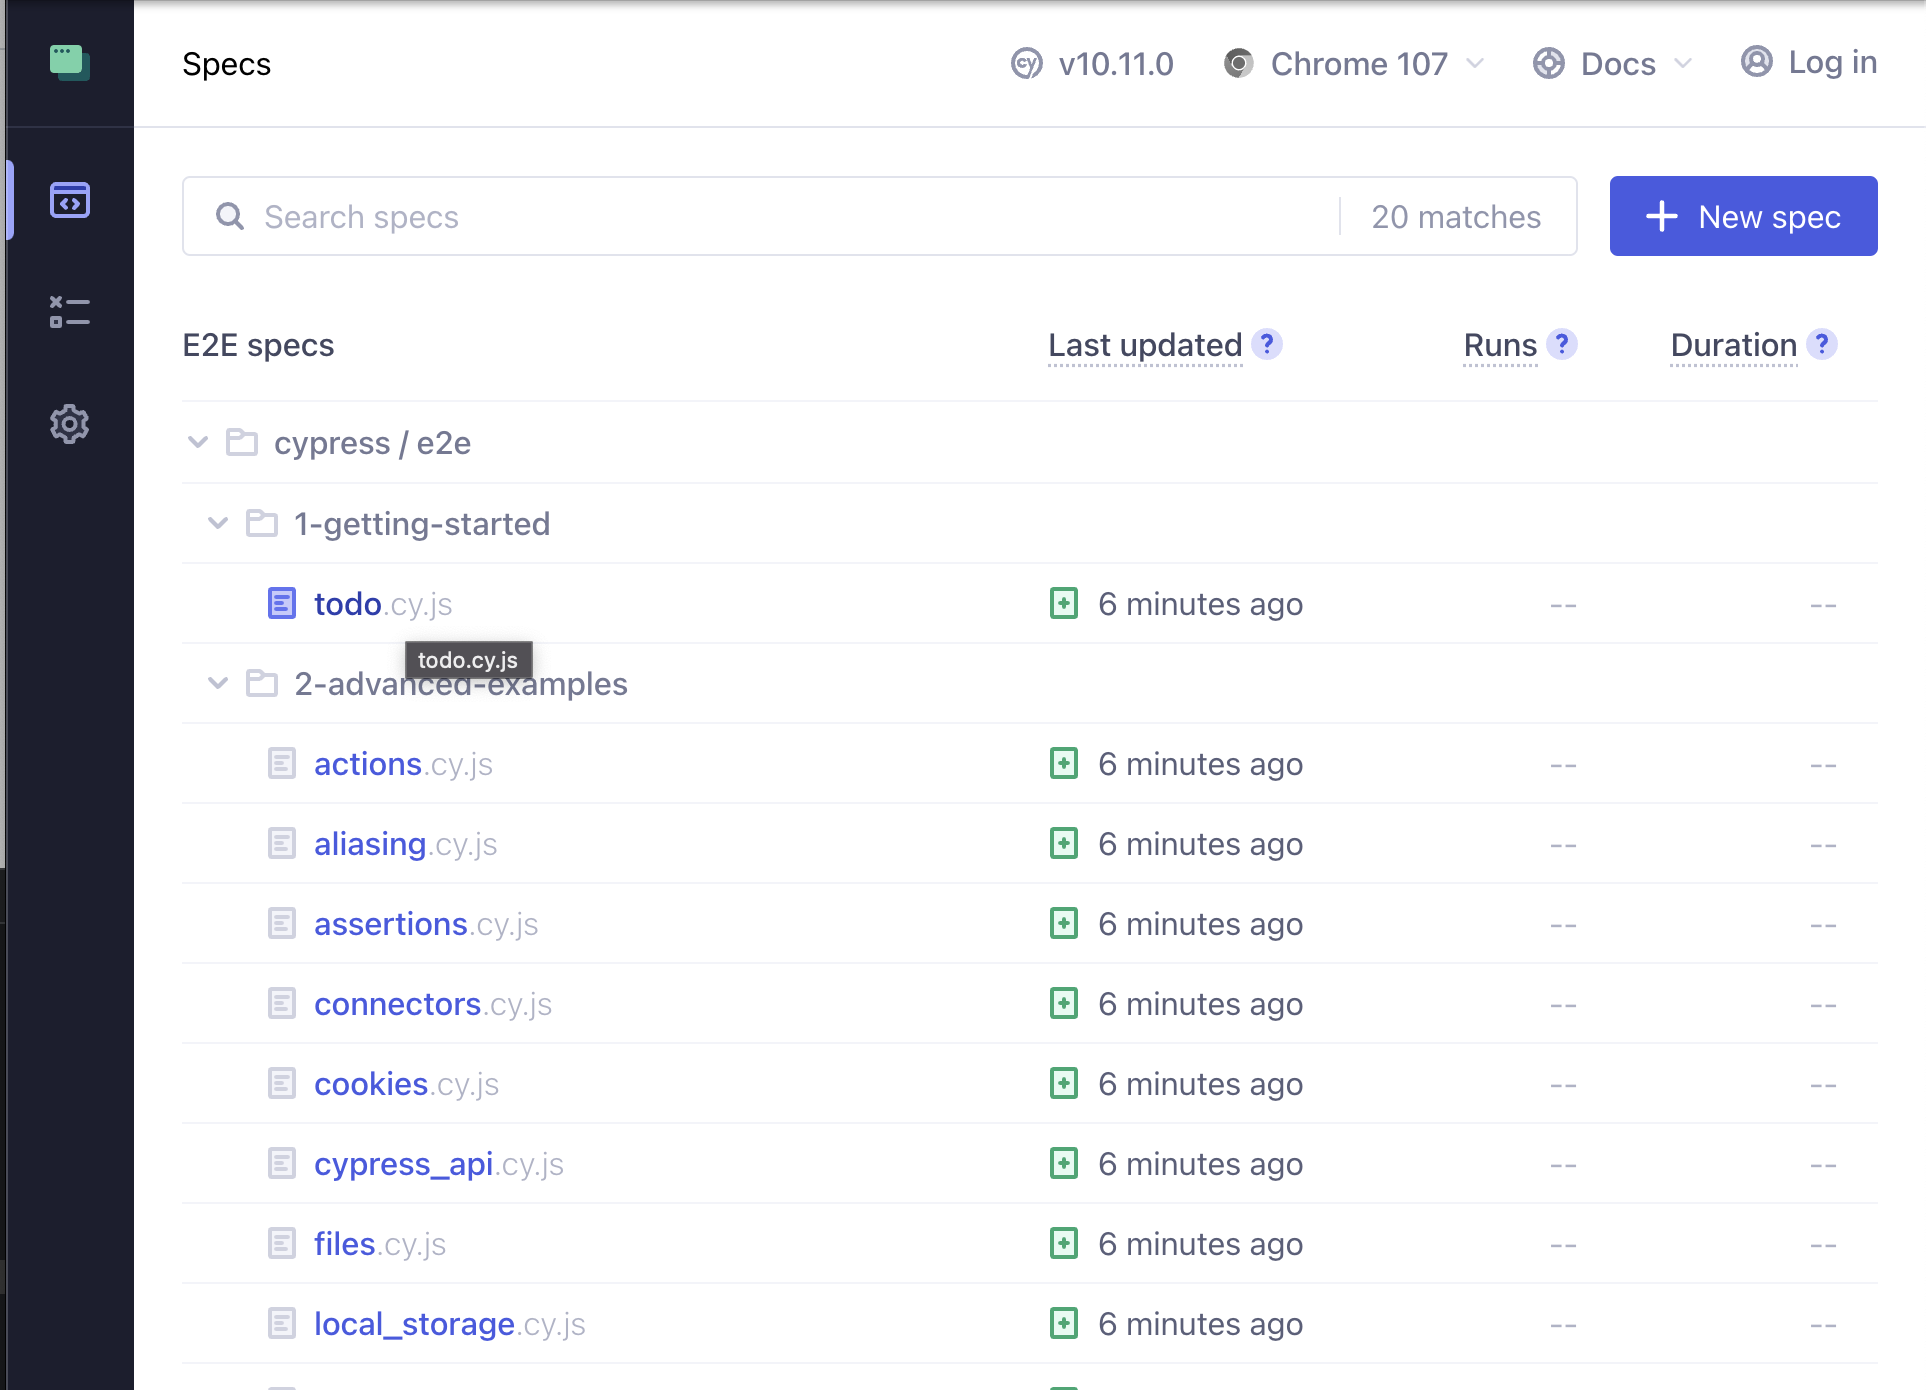 Specs
v10.11.0
Chrome 107
Docs
Log in
Search specs
20 matches
New spec
E2E specs
Last updated ?
Runs ?
Duration ?
cypress / e2e
1-getting-started
todo.cy.js 6 minutes ago -- --
todo.cy.js
2-advanced-examples
actions.cy.js 6 minutes ago -- --
aliasing.cy.js 6 minutes ago -- --
assertions.cy.js 6 minutes ago -- --
connectors.cy.js 6 minutes ago -- --
cookies.cy.js 6 minutes ago -- --
cypress_api.cy.js 6 minutes ago -- --
files.cy.js 6 minutes ago -- --
local_storage.cy.js 6 minutes ago -- --